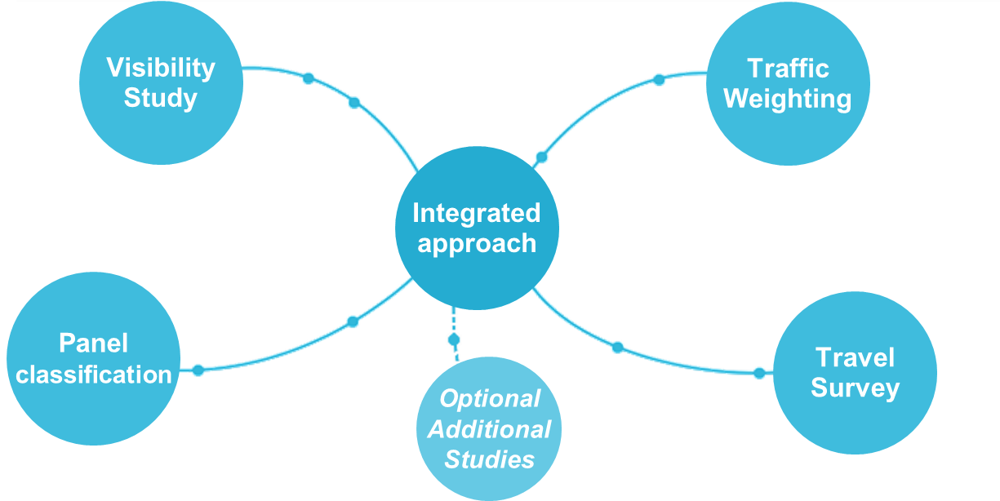 Visibility
Study
Traffic
Weighting
Integrated
approach
Panel
classification
Travel
Survey
Optional
Additional
Studies